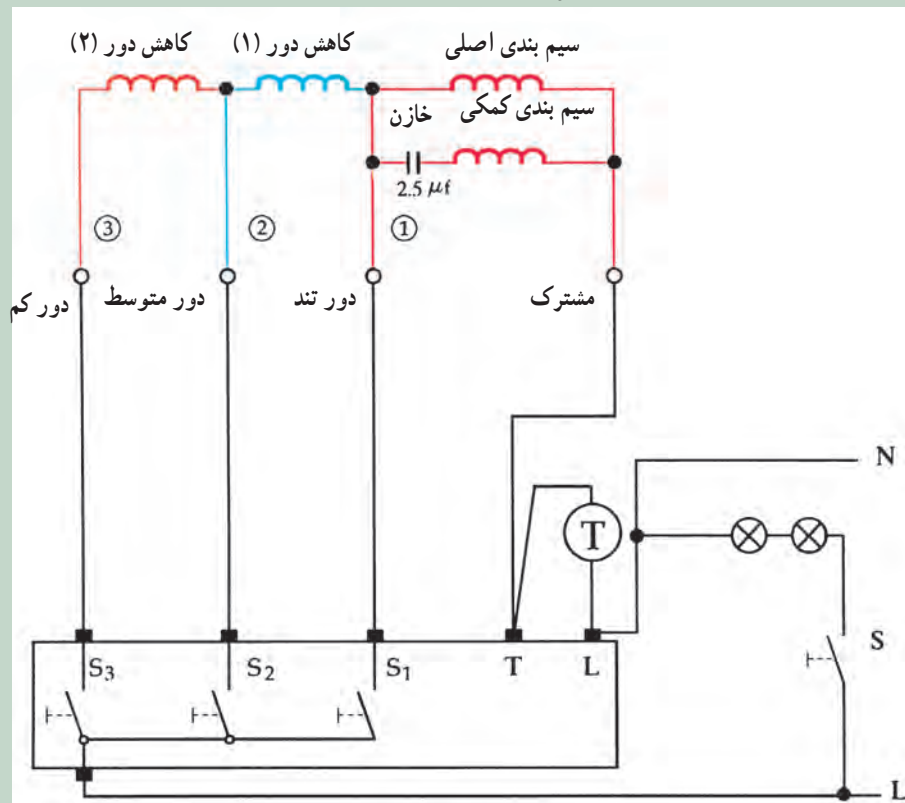 سیم بندی اصلی
کاهش دور (۱)
کاهش دور (۲)
سیم بندی کمکی
خازن
2.5 μf
①
②
③
مشترک
دور تند
دور متوسط
دور کم
N
T
S
S3
S2
S1
T
L
L